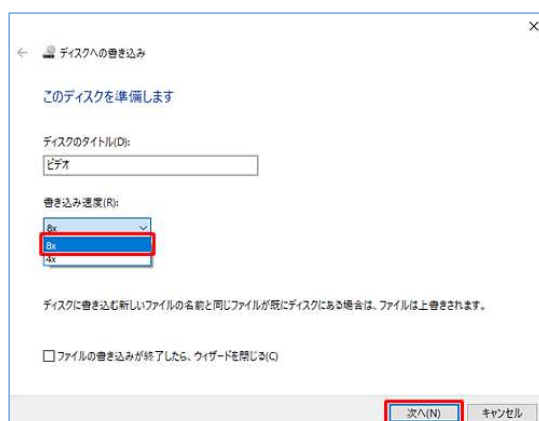 ディスクへの書き込み
このディスクを準備します
ディスクのタイトル(D):
ビデオ
書き込み速度(R):
8x
8x
4x
ディスクに書き込む新しいファイルの名前と同じファイルが既にディスクにある場合は、ファイルは上書きされます。
ファイルの書き込みが終了したら、ウィザードを閉じる(C)
次へ(N) キャンセル